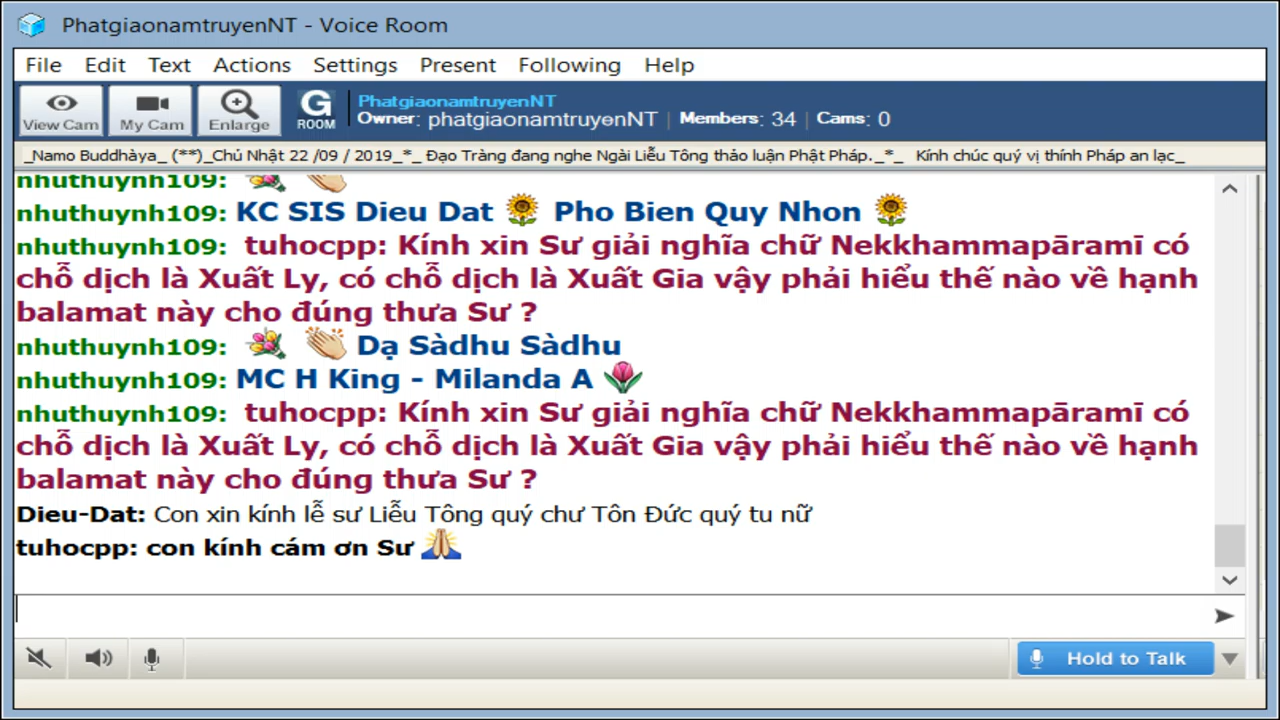 PhatgiaonamtruyenNT - Voice Room
File Edit Text Actions Settings Present Following Help
View Cam My Cam Enlarge G ROOM
PhatgiaonamtruyenNT
Owner: phatgiaonamtruyenNT | Members: 34 | Cams: 0
_Namo Buddhàya_ (**)_Chủ Nhật 22 /09 / 2019_*_ Đạo Tràng đang nghe Ngài Liễu Tông thảo luận Phật Pháp._*_ Kính chúc quý vị thính Pháp an lạc_
nhuthuynh109:
nhuthuynh109: KC SIS Dieu Dat 🌻 Pho Bien Quy Nhon 🌻
nhuthuynh109: tuhocpp: Kính xin Sư giải nghĩa chữ Nekkhammapāramī có
chỗ dịch là Xuất Ly, có chỗ dịch là Xuất Gia vậy phải hiểu thế nào về hạnh
balamat này cho đúng thưa Sư ?
nhuthuynh109: Dạ Sàdhu Sàdhu
nhuthuynh109: MC H King - Milanda A 🌷
nhuthuynh109: tuhocpp: Kính xin Sư giải nghĩa chữ Nekkhammapāramī có
chỗ dịch là Xuất Ly, có chỗ dịch là Xuất Gia vậy phải hiểu thế nào về hạnh
balamat này cho đúng thưa Sư ?
Dieu-Dat: Con xin kính lễ sư Liễu Tông quý chư Tôn Đức quý tu nữ
tuhocpp: con kính cám ơn Sư 🙏
Hold to Talk